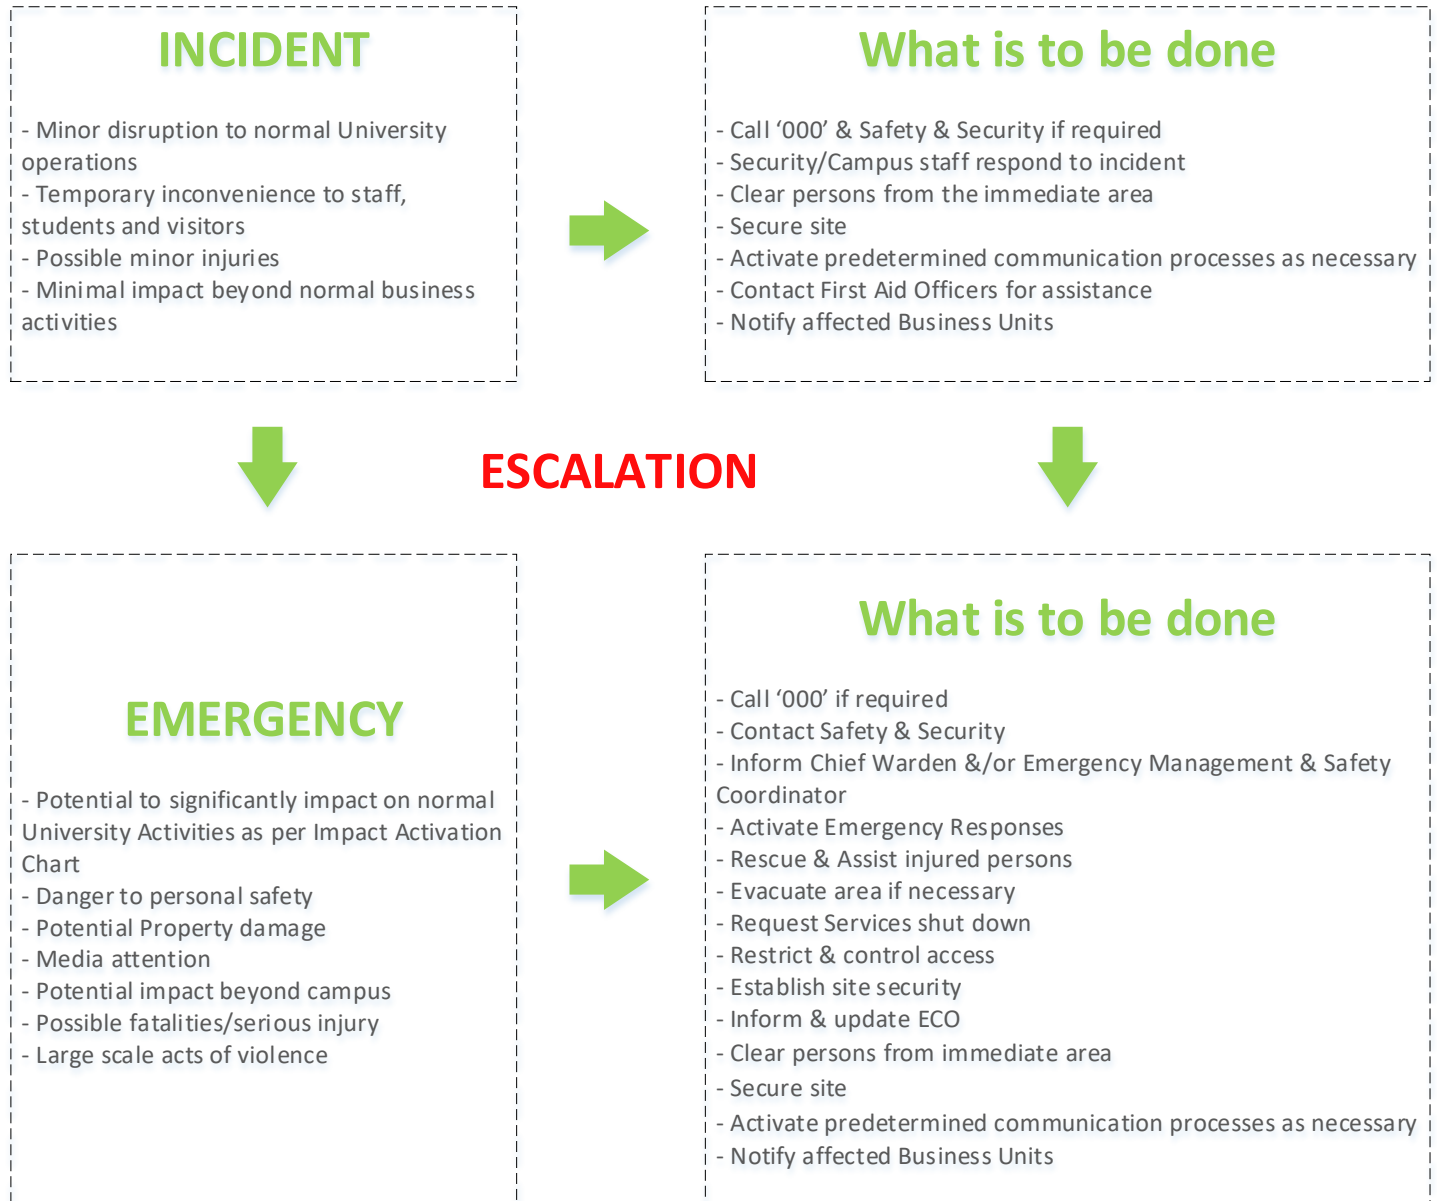 INCIDENT
- Minor disruption to normal University
operations
- Temporary inconvenience to staff,
students and visitors
- Possible minor injuries
- Minimal impact beyond normal business
activities
What is to be done
- Call ‘000’ & Safety & Security if required
- Security/Campus staff respond to incident
- Clear persons from the immediate area
- Secure site
- Activate predetermined communication processes as necessary
- Contact First Aid Officers for assistance
- Notify affected Business Units
ESCALATION
EMERGENCY
- Potential to significantly impact on normal
University Activities as per Impact Activation
Chart
- Danger to personal safety
- Potential Property damage
- Media attention
- Potential impact beyond campus
- Possible fatalities/serious injury
- Large scale acts of violence
What is to be done
- Call ‘000’ if required
- Contact Safety & Security
- Inform Chief Warden &/or Emergency Management & Safety
Coordinator
- Activate Emergency Responses
- Rescue & Assist injured persons
- Evacuate area if necessary
- Request Services shut down
- Restrict & control access
- Establish site security
- Inform & update ECO
- Clear persons from immediate area
- Secure site
- Activate predetermined communication processes as necessary
- Notify affected Business Units